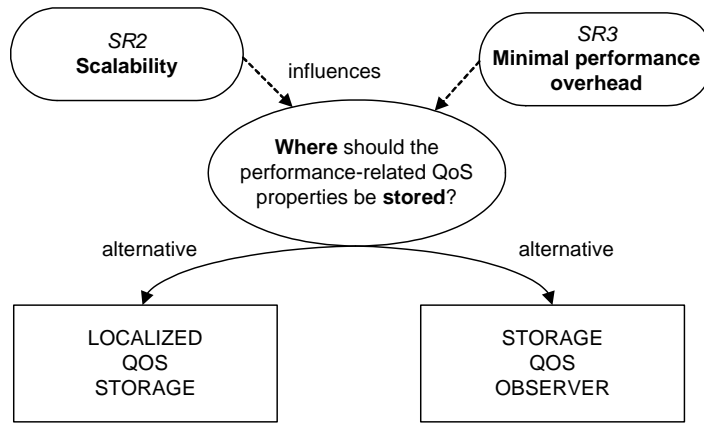 SR2
Scalability
SR3
Minimal performance
overhead
influences
Where should the
performance-related QoS
properties be stored?
alternative
alternative
LOCALIZED
QOS
STORAGE
STORAGE
QOS
OBSERVER